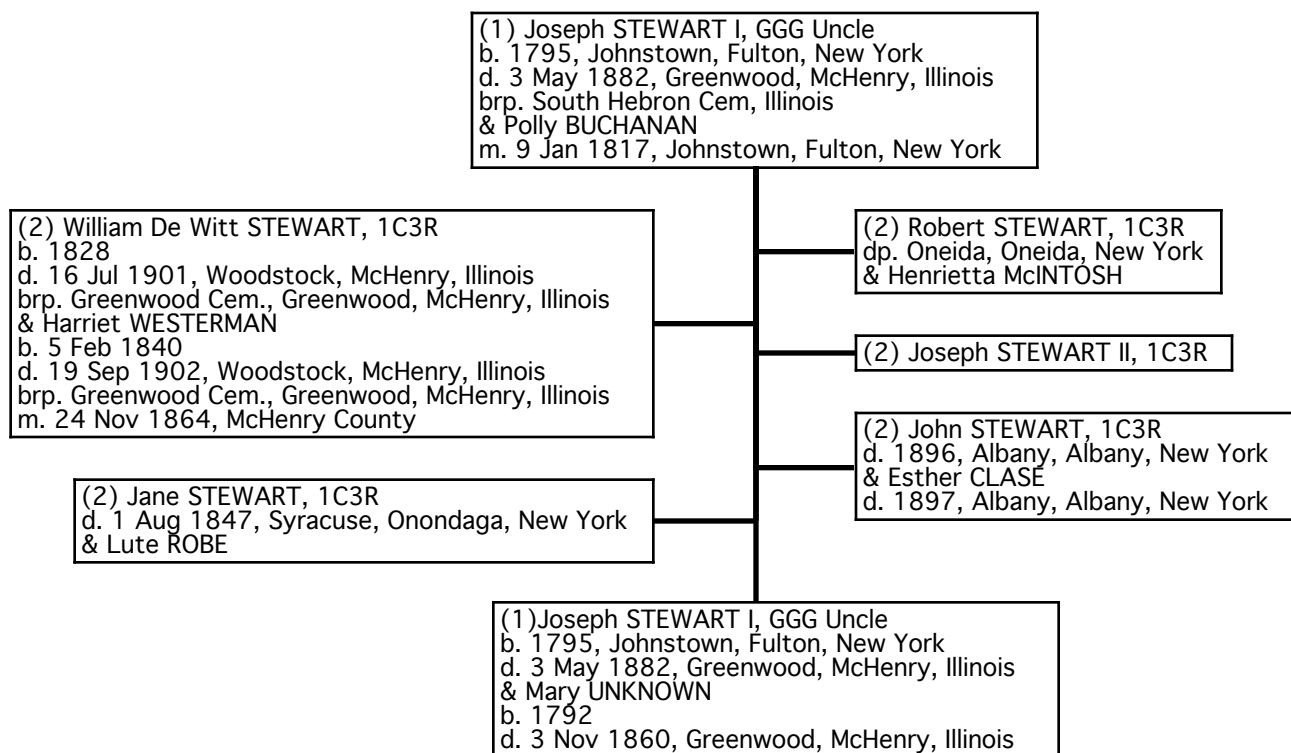 (1) Joseph STEWART I, GGG Uncle
b. 1795, Johnstown, Fulton, New York
d. 3 May 1882, Greenwood, McHenry, Illinois
brp. South Hebron Cem, Illinois
& Polly BUCHANAN
m. 9 Jan 1817, Johnstown, Fulton, New York
(2) William De Witt STEWART, 1C3R
b. 1828
d. 16 Jul 1901, Woodstock, McHenry, Illinois
brp. Greenwood Cem., Greenwood, McHenry, Illinois
& Harriet WESTERMAN
b. 5 Feb 1840
d. 19 Sep 1902, Woodstock, McHenry, Illinois
brp. Greenwood Cem., Greenwood, McHenry, Illinois
m. 24 Nov 1864, McHenry County
(2) Robert STEWART, 1C3R
dp. Oneida, Oneida, New York
& Henrietta McINTOSH
(2) Joseph STEWART II, 1C3R
(2) John STEWART, 1C3R
d. 1896, Albany, Albany, New York
& Esther CLASE
d. 1897, Albany, Albany, New York
(2) Jane STEWART, 1C3R
d. 1 Aug 1847, Syracuse, Onondaga, New York
& Lute ROBE
(1)Joseph STEWART I, GGG Uncle
b. 1795, Johnstown, Fulton, New York
d. 3 May 1882, Greenwood, McHenry, Illinois
& Mary UNKNOWN
b. 1792
d. 3 Nov 1860, Greenwood, McHenry, Illinois